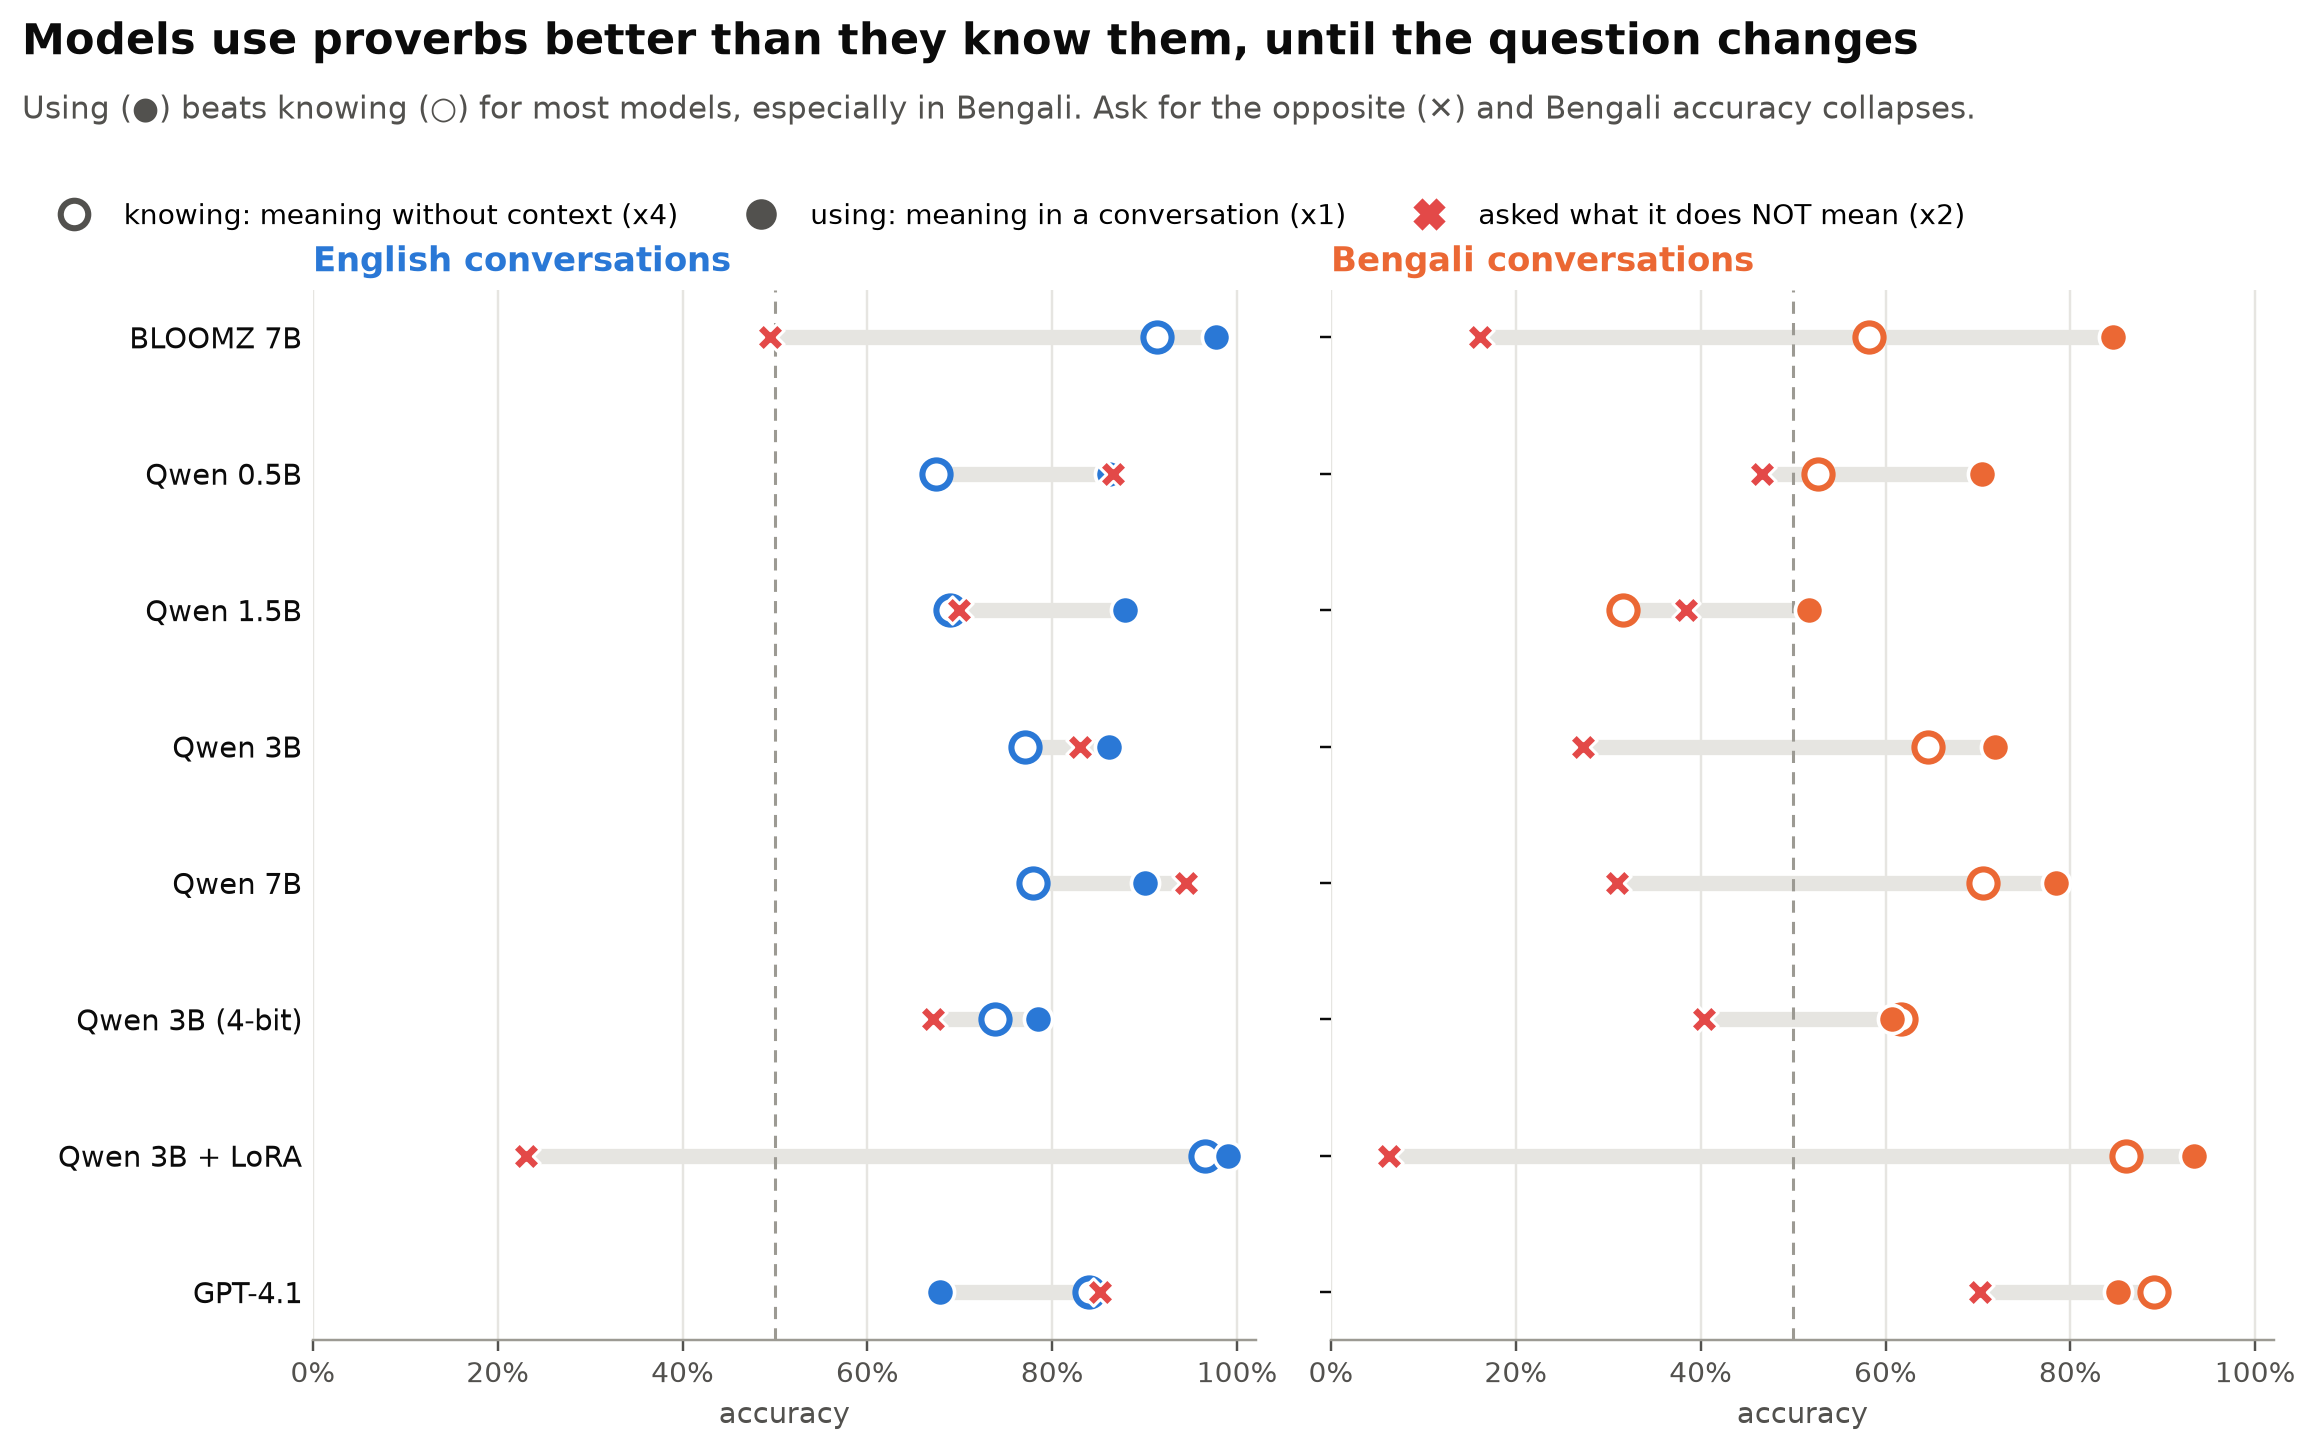 Models use proverbs better than they know them, until the question changes
Using (●) beats knowing (○) for most models, especially in Bengali. Ask for the opposite (✕) and Bengali accuracy collapses.
knowing: meaning without context (x4)
using: meaning in a conversation (x1)
asked what it does NOT mean (x2)
English conversations
Bengali conversations
BLOOMZ 7B
Qwen 0.5B
Qwen 1.5B
Qwen 3B
Qwen 7B
Qwen 3B (4-bit)
Qwen 3B + LoRA
GPT-4.1
0% 20% 40% 60% 80% 100%
0% 20% 40% 60% 80% 100%
accuracy
accuracy